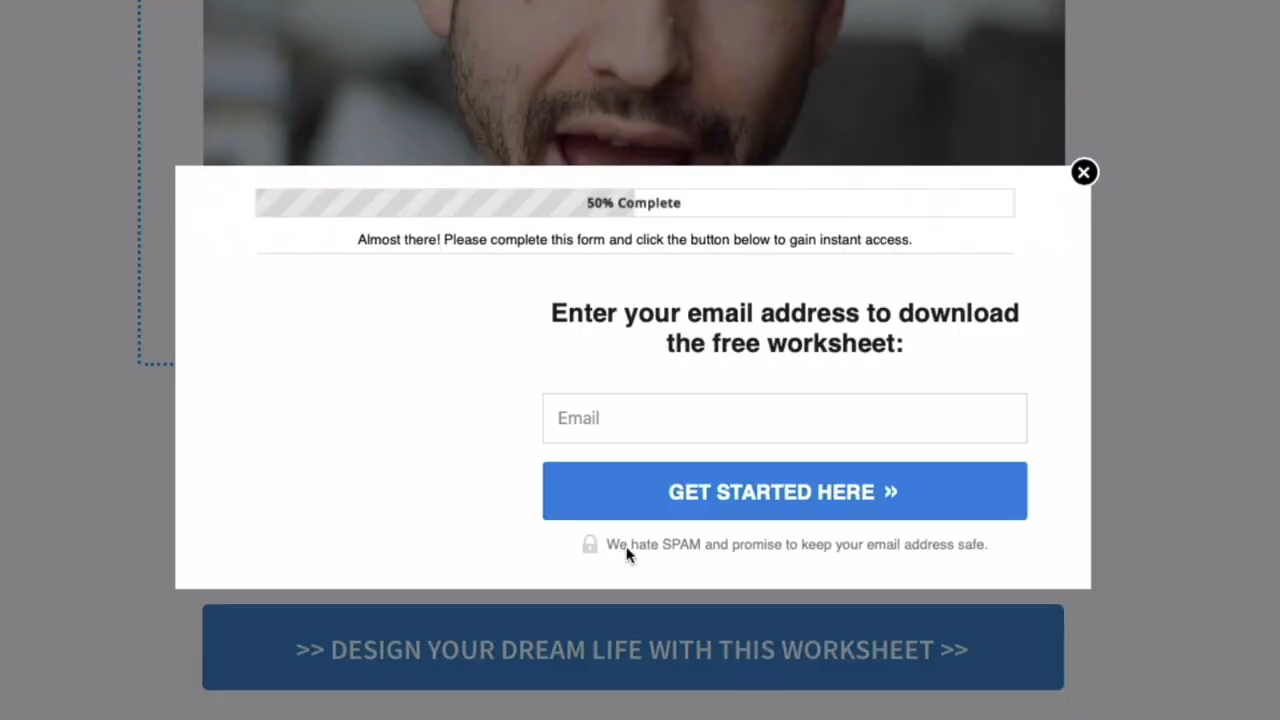 50% Complete
Almost there! Please complete this form and click the button below to gain instant access.
Enter your email address to download
the free worksheet:
Email
GET STARTED HERE »
We hate SPAM and promise to keep your email address safe.
>> DESIGN YOUR DREAM LIFE WITH THIS WORKSHEET >>